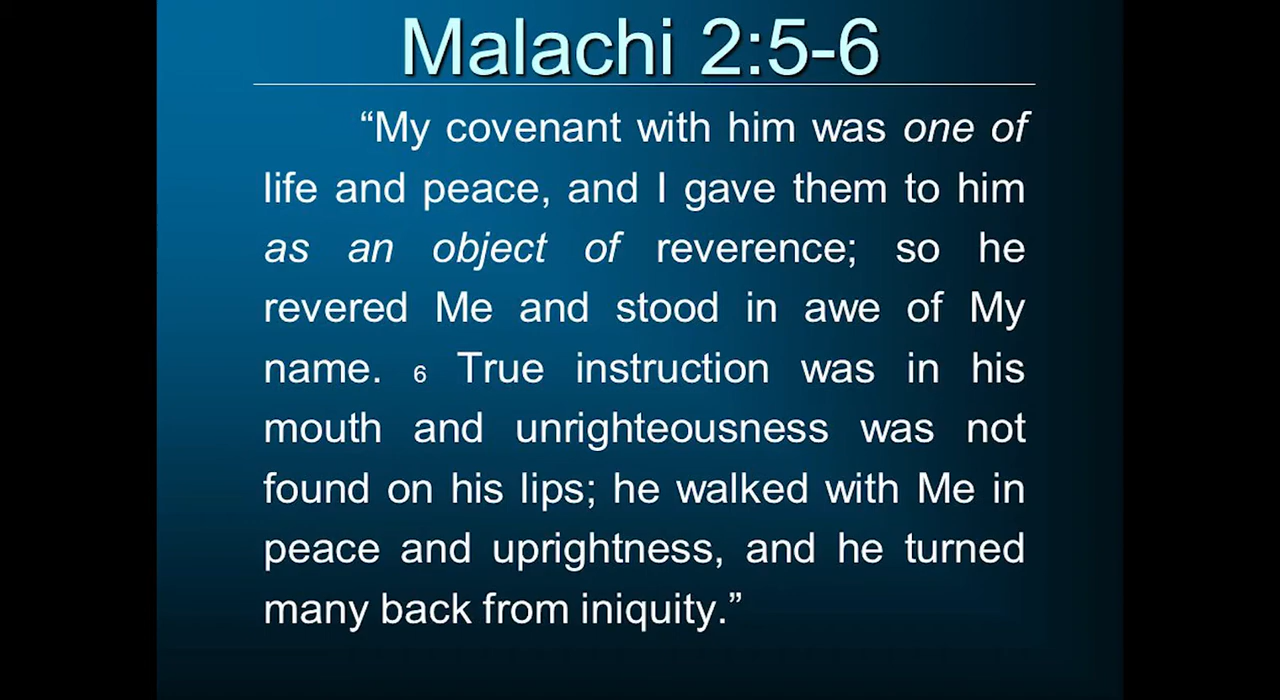 Malachi 2:5-6
“My covenant with him was one of
life and peace, and I gave them to him
as an object of reverence; so he
revered Me and stood in awe of My
name. 6 True instruction was in his
mouth and unrighteousness was not
found on his lips; he walked with Me in
peace and uprightness, and he turned
many back from iniquity.”